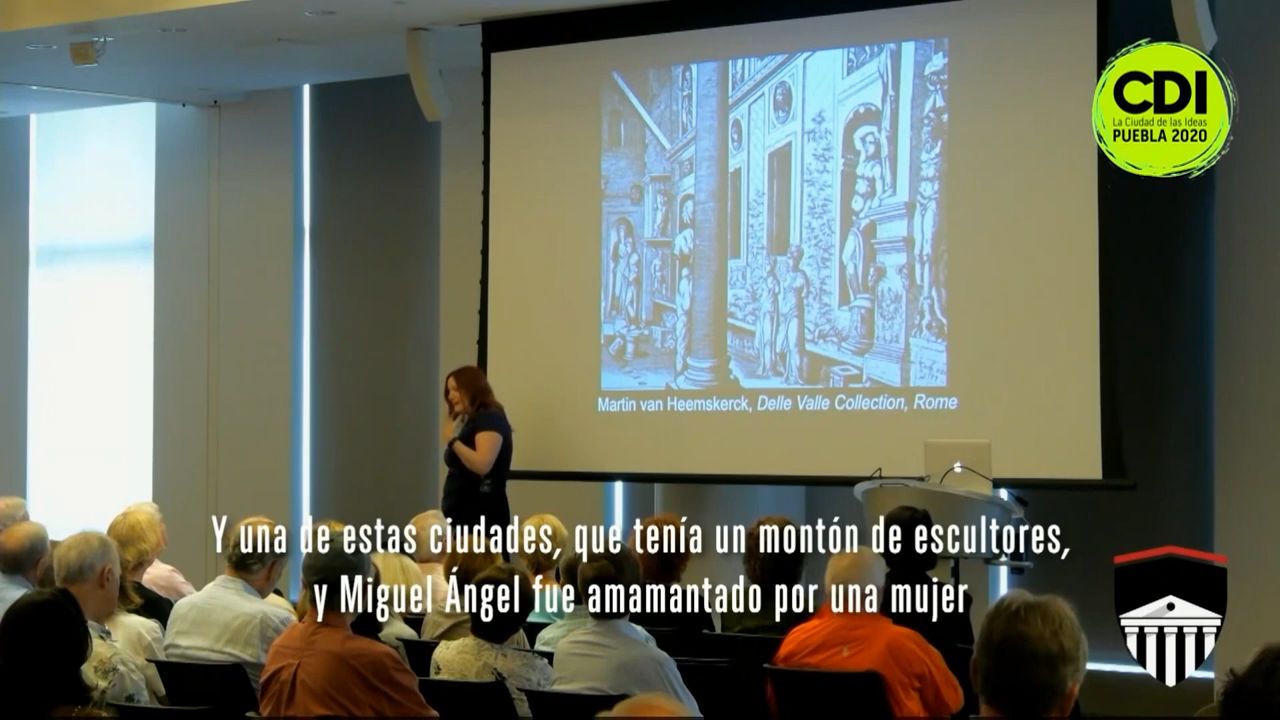 CDI
La Ciudad de las Ideas
PUEBLA 2020
Martin van Heemskerck, Delle Valle Collection, Rome
Y una de estas ciudades, que tenía un montón de escultores,
y Miguel Ángel fue amamantado por una mujer